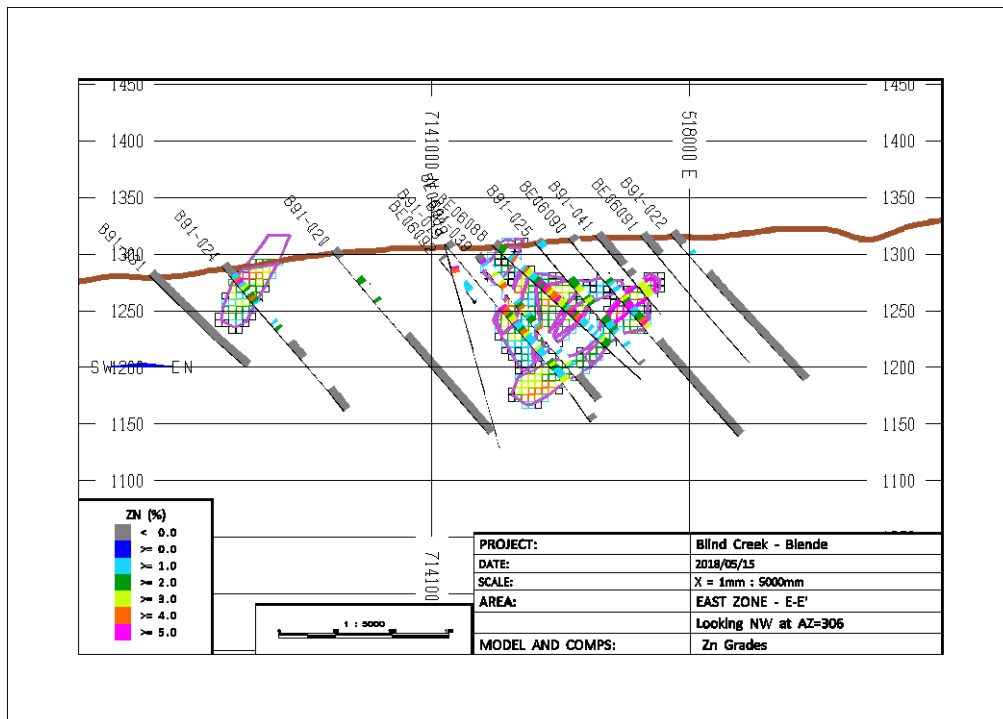 1450
1450
1400
1400
1350
1350
1300
1300
1250
1250
1200
1200
1150
1150
1100
1100
7141000 N
518000 E
714100
B91-024
B91-020
BE06088
B91-025
BE06090
B91-041
BE06091
B91-022
SW
EN
ZN (%)
< 0.0
>= 0.0
>= 1.0
>= 2.0
>= 3.0
>= 4.0
>= 5.0
1 : 5000
PROJECT: Blind Creek - Blende
DATE: 2018/05/15
SCALE: X = 1mm : 5000mm
AREA: EAST ZONE - E-E'
Looking NW at AZ=306
MODEL AND COMPS: Zn Grades